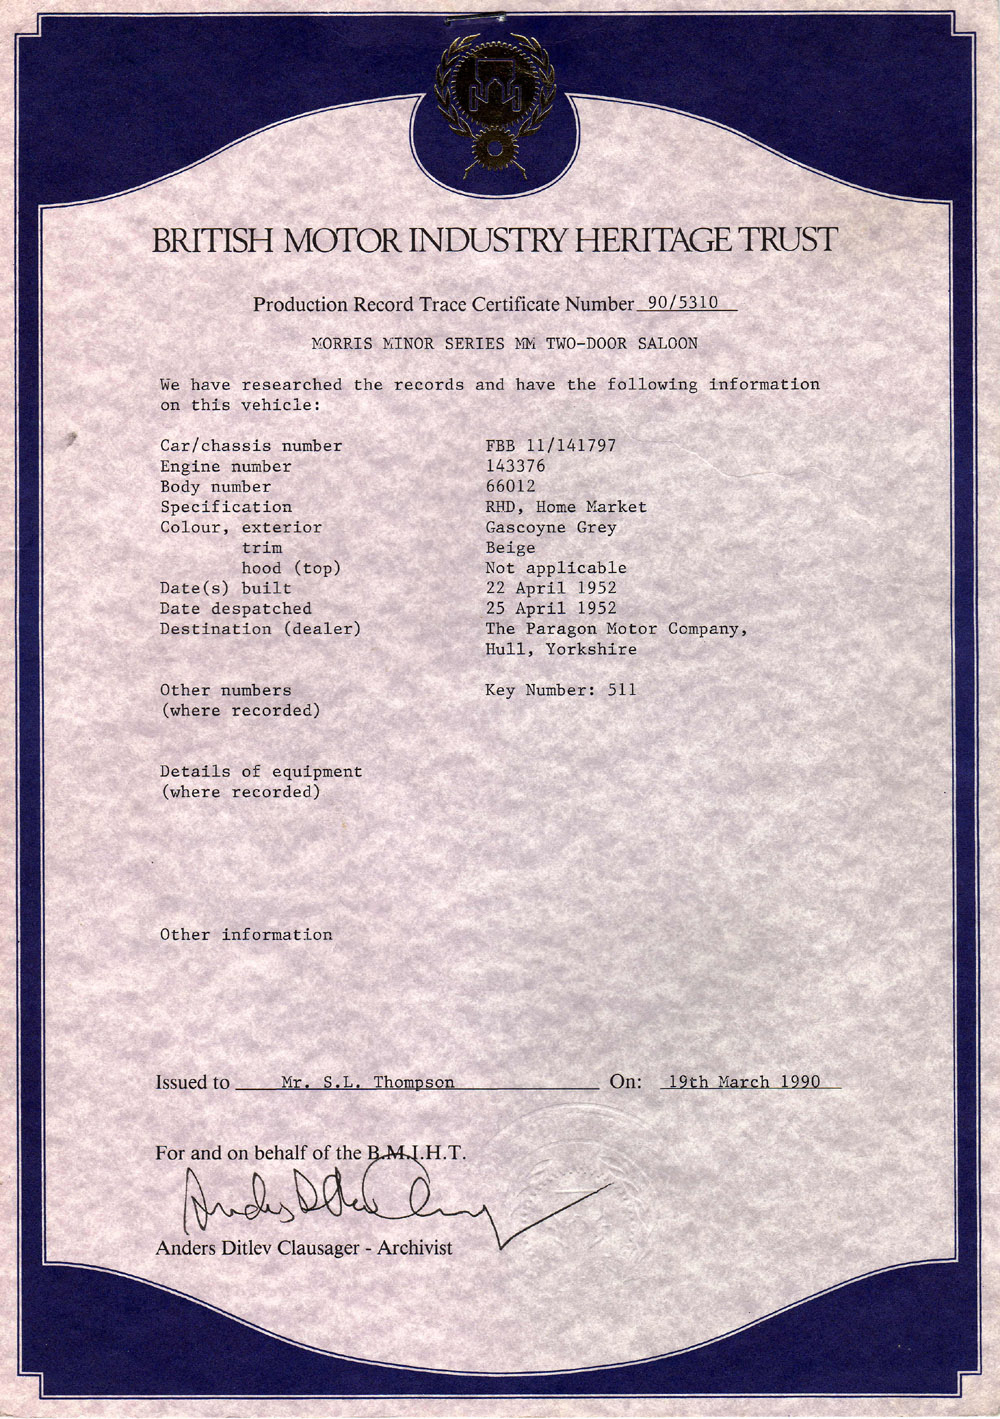 BRITISH MOTOR INDUSTRY HERITAGE TRUST
Production Record Trace Certificate Number 90/5310
MORRIS MINOR SERIES MM TWO-DOOR SALOON
We have researched the records and have the following information
on this vehicle:
Car/chassis number FBB 11/141797
Engine number 143376
Body number 66012
Specification RHD, Home Market
Colour, exterior Gascoyne Grey
trim Beige
hood (top) Not applicable
Date(s) built 22 April 1952
Date despatched 25 April 1952
Destination (dealer) The Paragon Motor Company,
Hull, Yorkshire
Other numbers Key Number: 511
(where recorded)
Details of equipment
(where recorded)
Other information
Issued to Mr. S.L. Thompson On: 19th March 1990
For and on behalf of the B.M.I.H.T.
Anders Ditlev Clausager
Anders Ditlev Clausager - Archivist